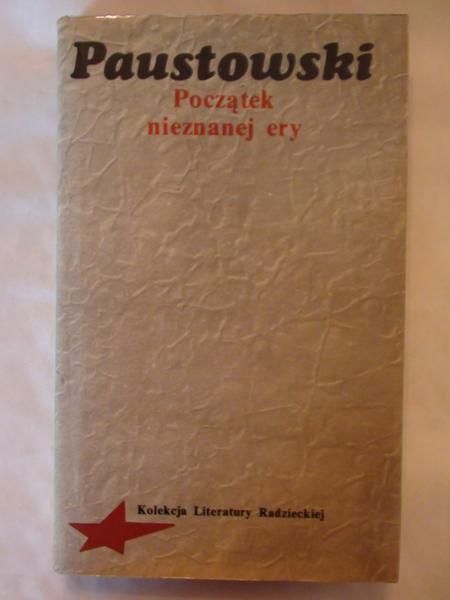 Paustowski
Początek
nieznanej ery
Kolekcja Literatury Radzieckiej